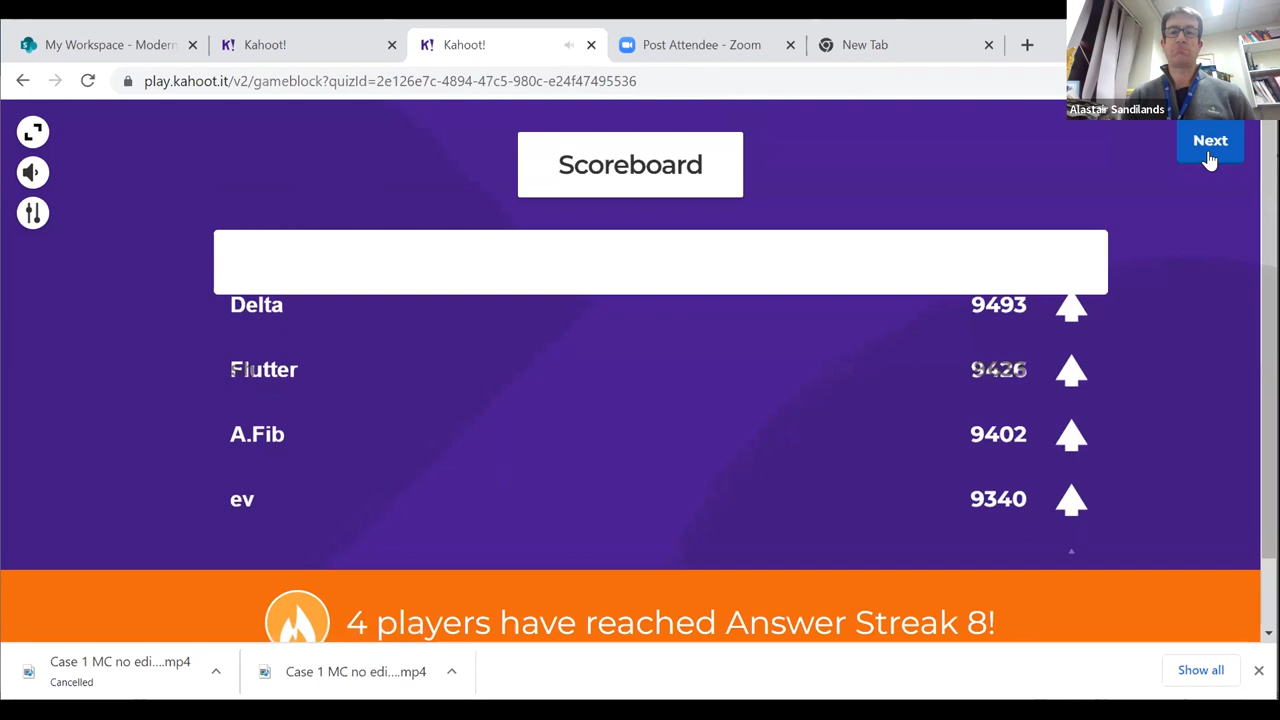 My Workspace - Modern
Kahoot!
Kahoot!
Post Attendee - Zoom
New Tab
play.kahoot.it/v2/gameblock?quizId=2e126e7c-4894-47c5-980c-e24f47495536
Alastair Sandilands
Next
Scoreboard
Delta 9493
Flutter 9426
A.Fib 9402
ev 9340
4 players have reached Answer Streak 8!
Case 1 MC no edi....mp4
Cancelled
Case 1 MC no edi....mp4
Show all